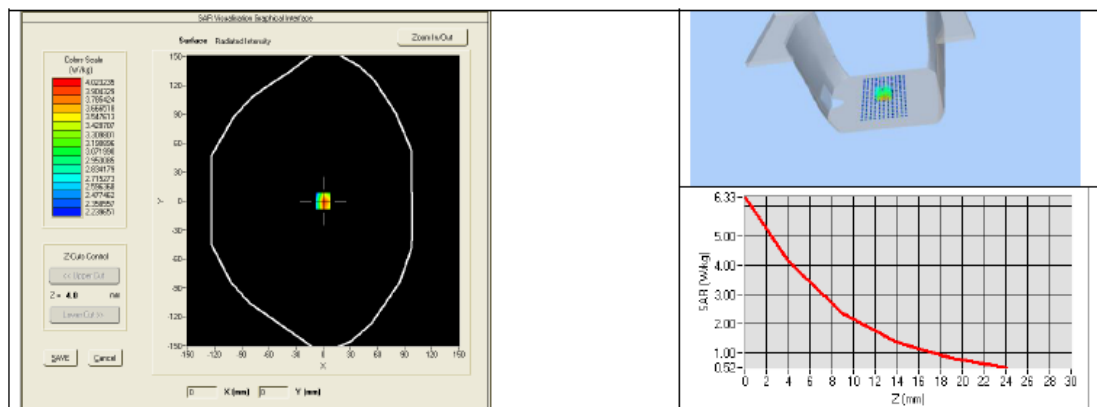 SAR Visualisation Graphical Interface
Surface Radiated Intensity
Zoom In/Out
Colors Scale
(W/kg)
4.023235
3.904329
3.785424
3.666518
3.547613
3.428707
3.309801
3.190896
3.071990
2.953085
2.834179
2.715273
2.596368
2.477462
2.358557
2.239651
150
120
90
60
30
0
-30
-60
-90
-120
-150
Y
-150 -120 -90 -60 -30 0 30 60 90 120 150
X
Z Cuts Control
<< Upper Cut
Z = 4.0 mm
Lower Cut >>
SAVE Cancel
0 X (mm) 0 Y (mm)
6.33
5.00
4.00
3.00
2.00
1.00
0.52
SAR (W/kg)
0 2 4 6 8 10 12 14 16 18 20 22 24 26 28 30
Z (mm)